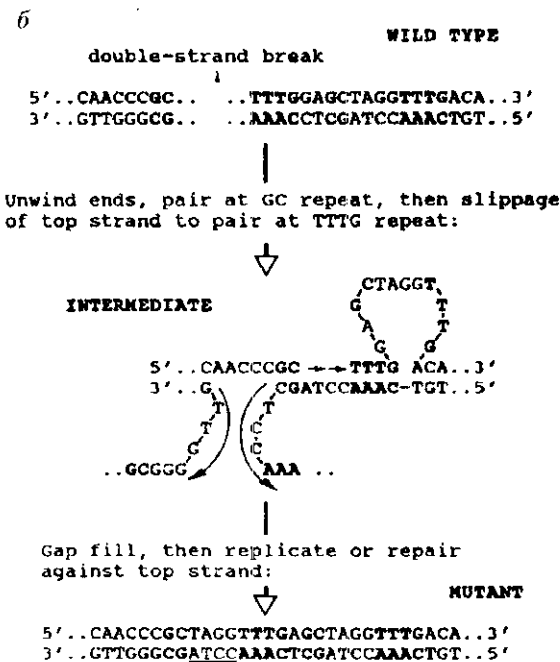 б
WILD TYPE
double-strand break
5'..CAACCCGC.. ..TTTGGAGCTAGGTTTGACA..3'
3'..GTTGGGCG.. ..AAACCTCGATCCAAACTGT..5'
Unwind ends, pair at GC repeat, then slippage
of top strand to pair at TTTG repeat:
INTERMEDIATE
CTAGGT
G T
A T
G G
5'..CAACCCGC →→TTTG ACA..3'
3'..G CGATCCAAAC-TGT..5'
T T
T C
G C
..GCGGG C AAA ..
Gap fill, then replicate or repair
against top strand:
MUTANT
5'..CAACCCGCTAGGTTTGAGCTAGGTTTGACA..3'
3'..GTTGGGCGATCCAAACTCGATCCAAACTGT..5'